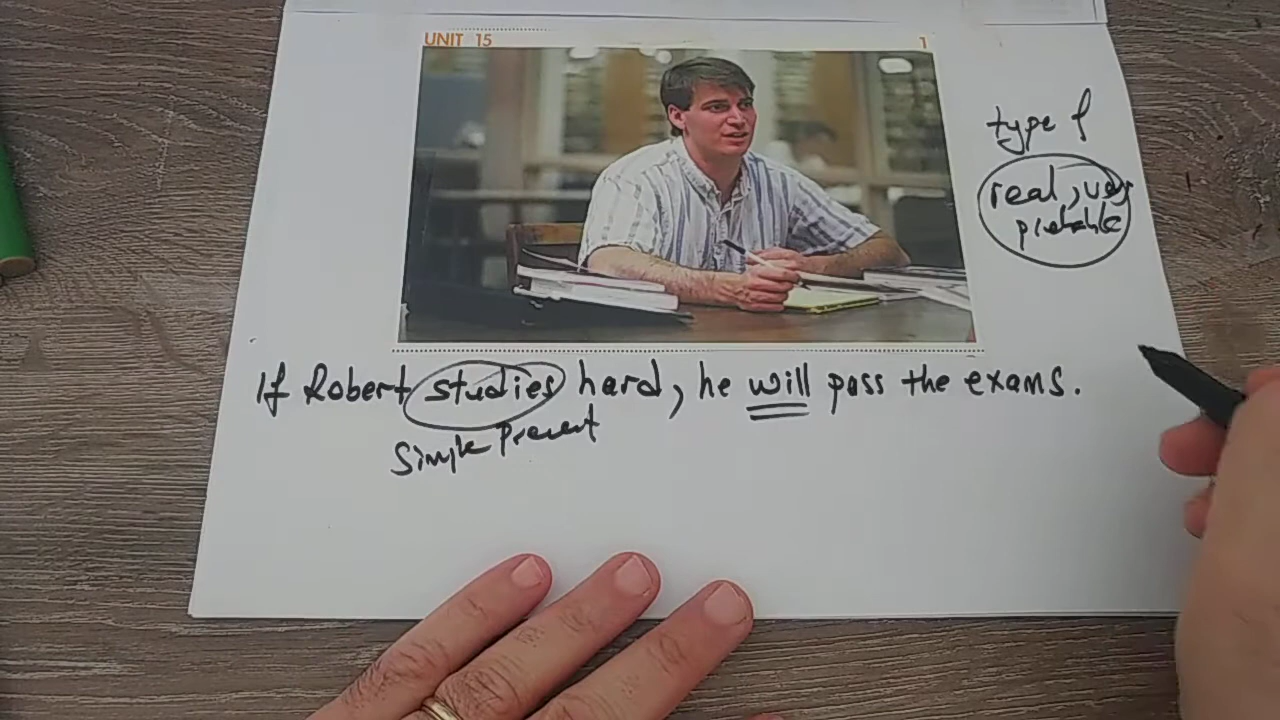 UNIT 15
1
type 1
real, very
probable
If Robert studies hard, he will pass the exams.
Simple Present